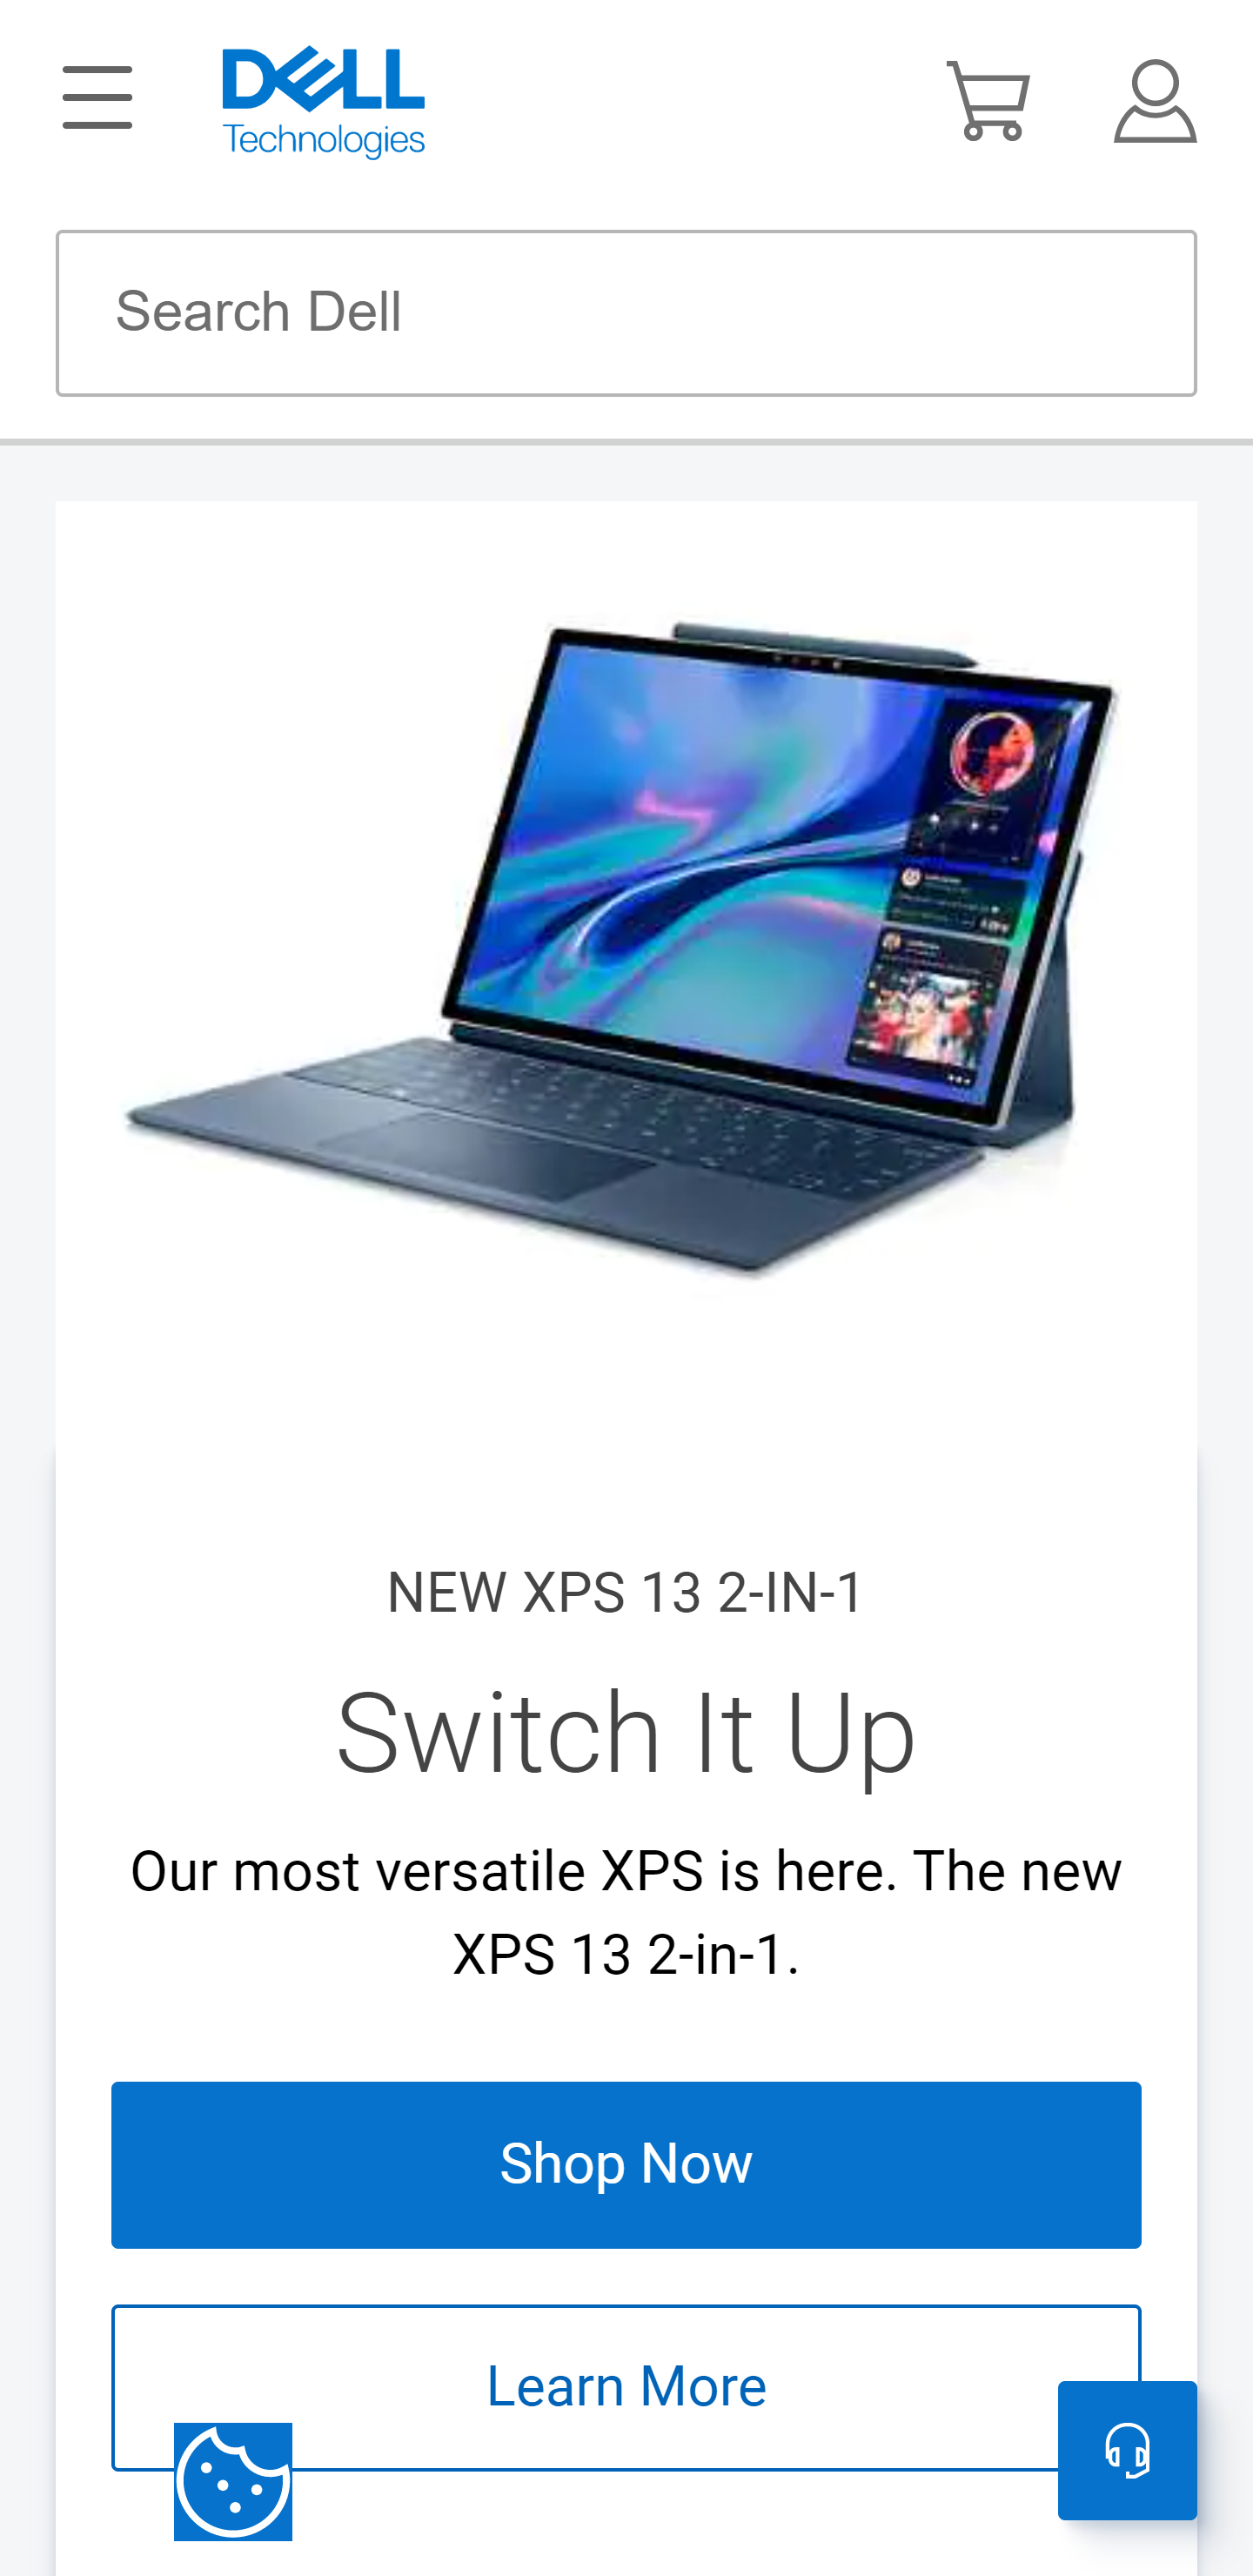 DELL
Technologies
Search Dell
NEW XPS 13 2-IN-1
Switch It Up
Our most versatile XPS is here. The new
XPS 13 2-in-1.
Shop Now
Learn More